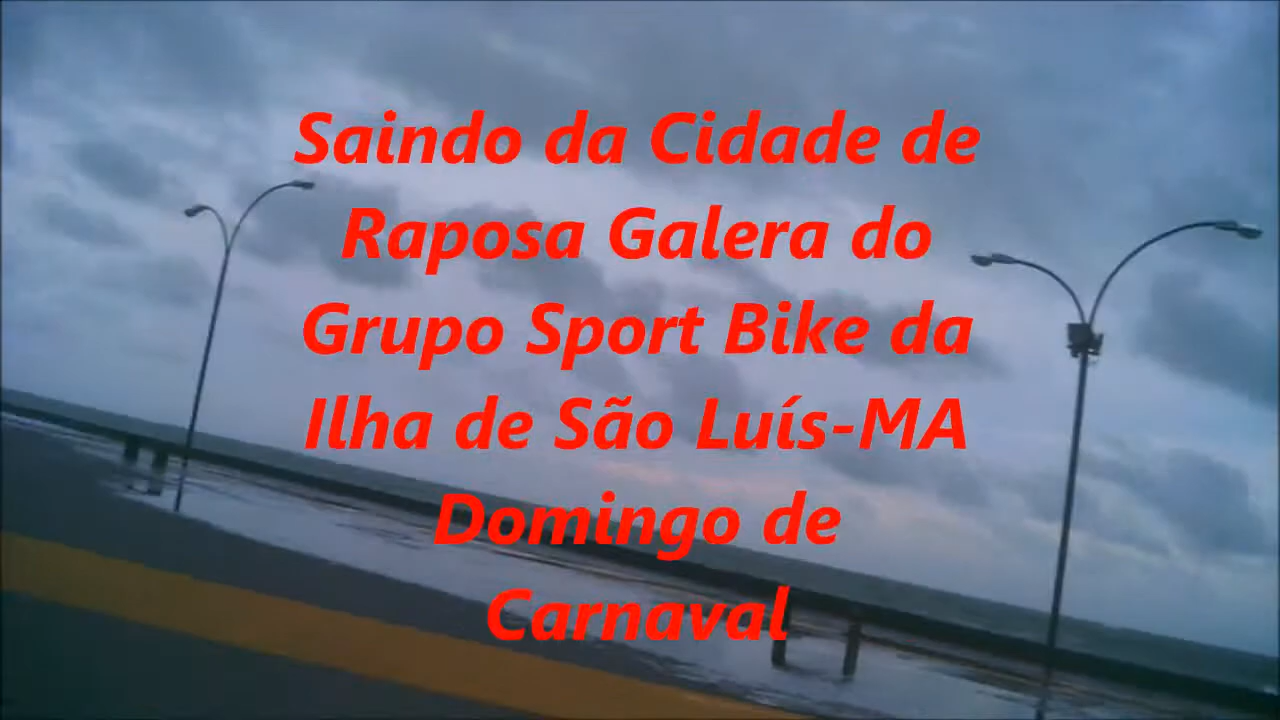 Saindo da Cidade de
Raposa Galera do
Grupo Sport Bike da
Ilha de São Luís-MA
Domingo de
Carnaval